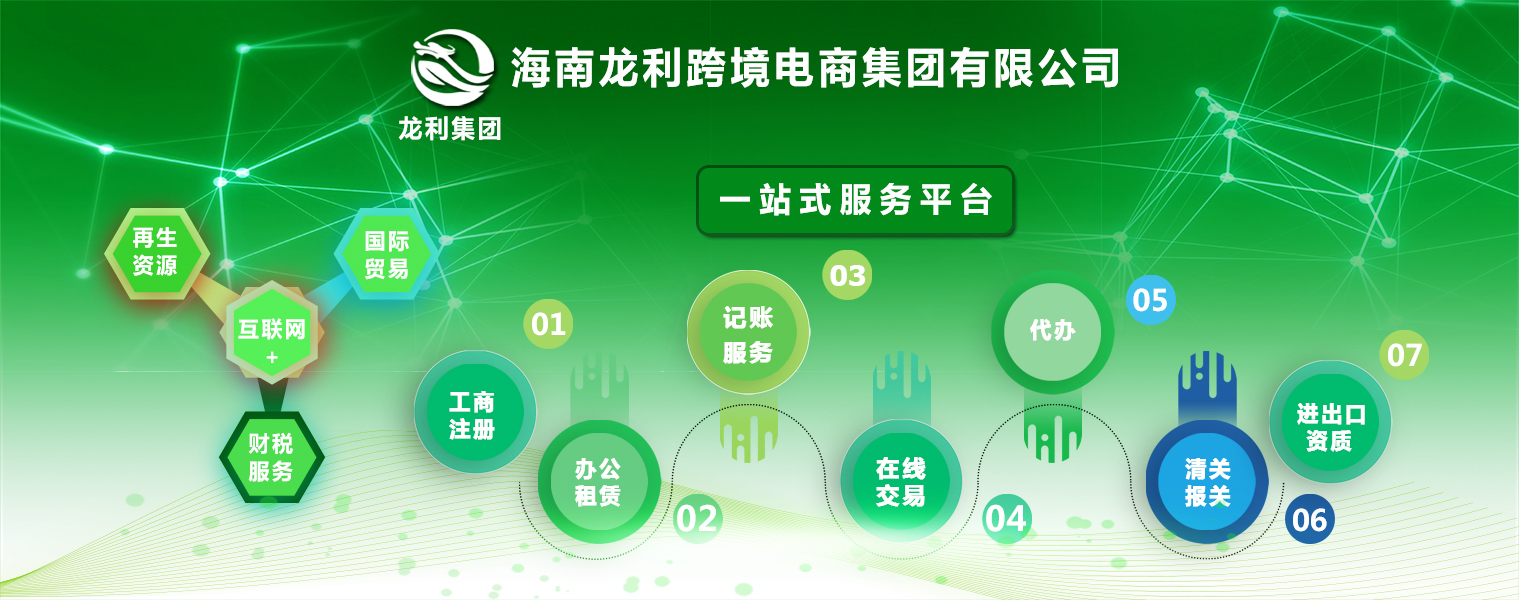 海南龙利跨境电商集团有限公司
龙利集团
一站式服务平台
再生
资源
国际
贸易
互联网
+
财税
服务
01
工商
注册
办公
租赁
02
03
记账
服务
在线
交易
04
代办
05
清关
报关
06
07
进出口
资质